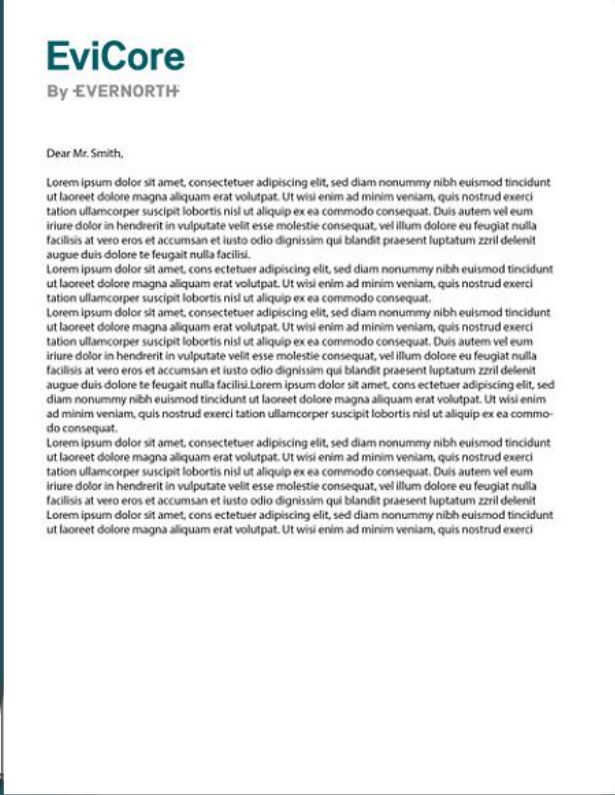 EviCore
By EVERNORTH
Dear Mr. Smith,
Lorem ipsum dolor sit amet, consectetuer adipiscing elit, sed diam nonummy nibh euismod tincidunt
ut laoreet dolore magna aliquam erat volutpat. Ut wisi enim ad minim veniam, quis nostrud exerci
tation ullamcorper suscipit lobortis nisl ut aliquip ex ea commodo consequat. Duis autem vel eum
iriure dolor in hendrerit in vulputate velit esse molestie consequat, vel illum dolore eu feugiat nulla
facilisis at vero eros et accumsan et iusto odio dignissim qui blandit praesent luptatum zzril delenit
augue duis dolore te feugait nulla facilisi.
Lorem ipsum dolor sit amet, cons ectetuer adipiscing elit, sed diam nonummy nibh euismod tincidunt
ut laoreet dolore magna aliquam erat volutpat. Ut wisi enim ad minim veniam, quis nostrud exerci
tation ullamcorper suscipit lobortis nisl ut aliquip ex ea commodo consequat.
Lorem ipsum dolor sit amet, consectetuer adipiscing elit, sed diam nonummy nibh euismod tincidunt
ut laoreet dolore magna aliquam erat volutpat. Ut wisi enim ad minim veniam, quis nostrud exerci
tation ullamcorper suscipit lobortis nisl ut aliquip ex ea commodo consequat. Duis autem vel eum
iriure dolor in hendrerit in vulputate velit esse molestie consequat, vel illum dolore eu feugiat nulla
facilisis at vero eros et accumsan et iusto odio dignissim qui blandit praesent luptatum zzril delenit
augue duis dolore te feugait nulla facilisi.Lorem ipsum dolor sit amet, cons ectetuer adipiscing elit, sed
diam nonummy nibh euismod tincidunt ut laoreet dolore magna aliquam erat volutpat. Ut wisi enim
ad minim veniam, quis nostrud exerci tation ullamcorper suscipit lobortis nisl ut aliquip ex ea commo-
do consequat.
Lorem ipsum dolor sit amet, consectetuer adipiscing elit, sed diam nonummy nibh euismod tincidunt
ut laoreet dolore magna aliquam erat volutpat. Ut wisi enim ad minim veniam, quis nostrud exerci
tation ullamcorper suscipit lobortis nisl ut aliquip ex ea commodo consequat. Duis autem vel eum
iriure dolor in hendrerit in vulputate velit esse molestie consequat, vel illum dolore eu feugiat nulla
facilisis at vero eros et accumsan et iusto odio dignissim qui blandit praesent luptatum zzril delenit
Lorem ipsum dolor sit amet, cons ectetuer adipiscing elit, sed diam nonummy nibh euismod tincidunt
ut laoreet dolore magna aliquam erat volutpat. Ut wisi enim ad minim veniam, quis nostrud exerci